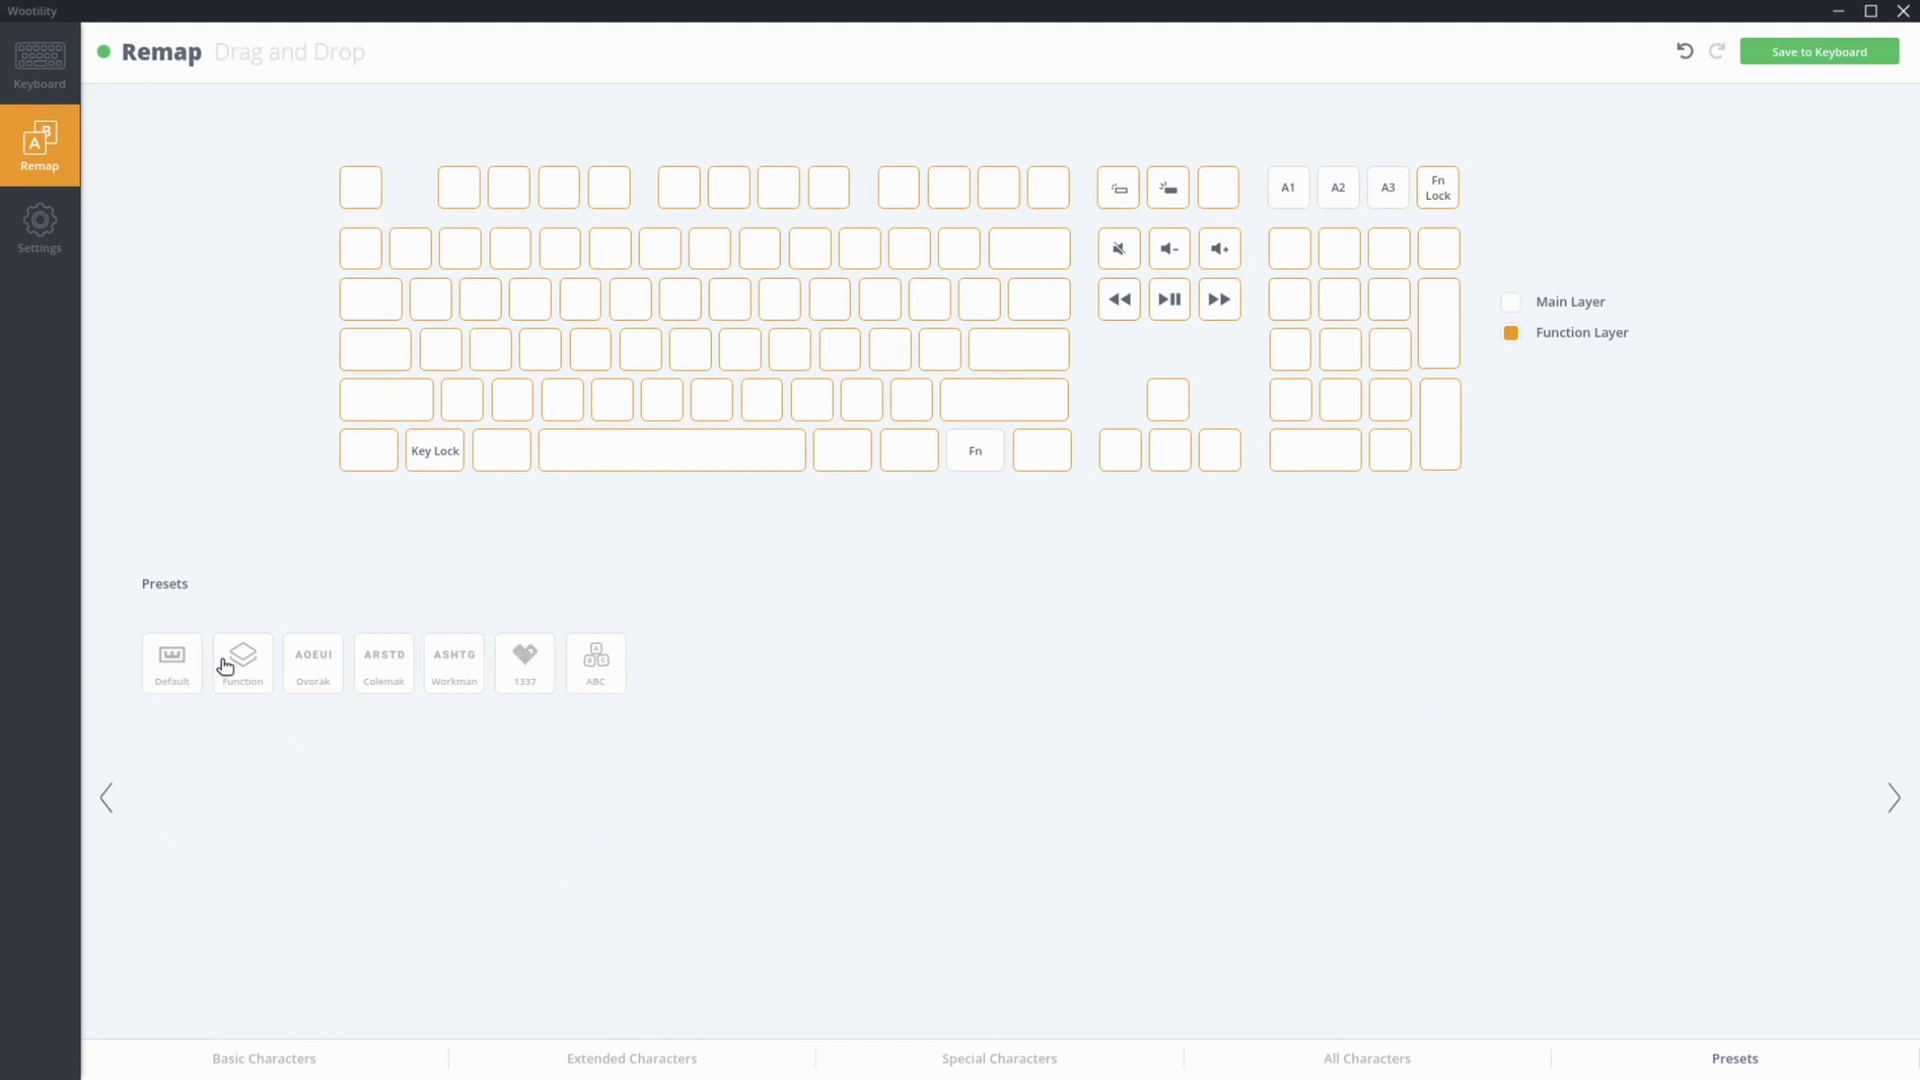 Wootility
Keyboard
Remap
Settings
Remap Drag and Drop
Save to Keyboard
A1 A2 A3 Fn
Lock
Key Lock
Fn
Main Layer
Function Layer
Presets
AOEUI ARSTD ASHTG
Default Function Dvorak Colemak Workman 1337 ABC
Basic Characters Extended Characters Special Characters All Characters Presets